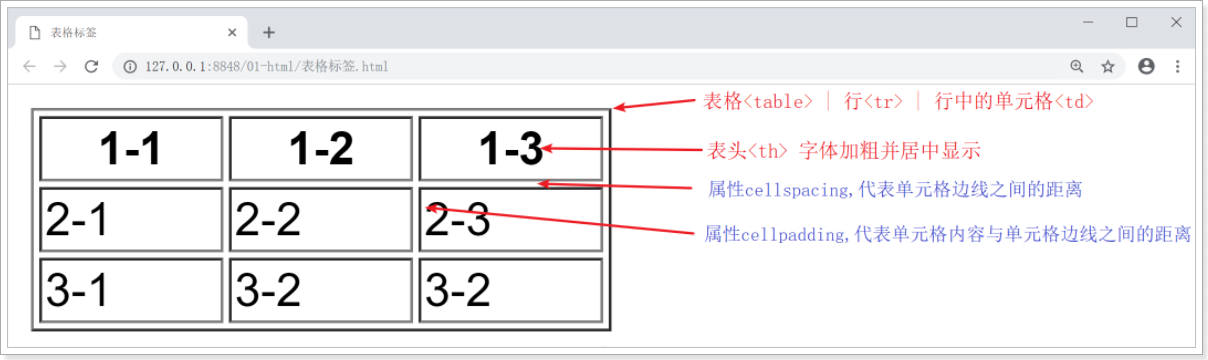 表格标签
127.0.0.1:8848/01-html/表格标签.html
表格<table> | 行<tr> | 行中的单元格<td>
1-1 1-2 1-3
表头<th> 字体加粗并居中显示
属性cellspacing,代表单元格边线之间的距离
2-1 2-2 2-3
属性cellpadding,代表单元格内容与单元格边线之间的距离
3-1 3-2 3-2